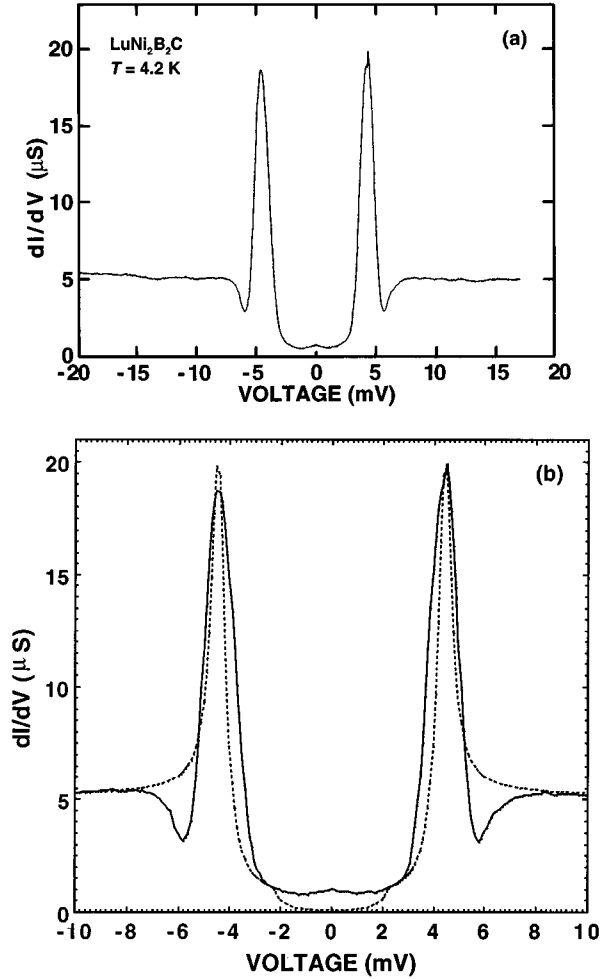 LuNi₂B₂C
T = 4.2 K
(a)
dI/dV (μS)
20
15
10
5
0
-20 -15 -10 -5 0 5 10 15 20
VOLTAGE (mV)
(b)
dI/dV (μ S)
20
15
10
5
0
-10 -8 -6 -4 -2 0 2 4 6 8 10
VOLTAGE (mV)